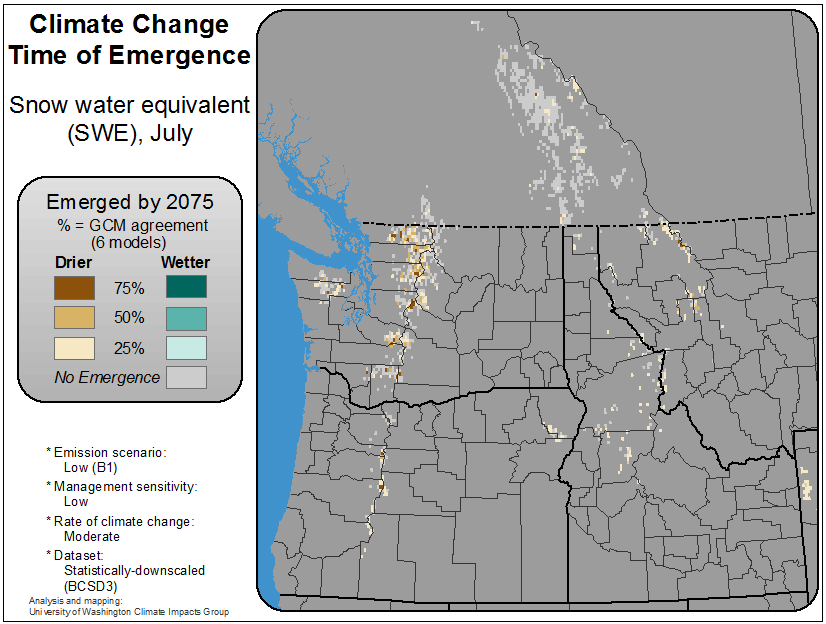 Climate Change
Time of Emergence
Snow water equivalent
(SWE), July
Emerged by 2075
% = GCM agreement
(6 models)
Drier Wetter
75%
50%
25%
No Emergence
* Emission scenario:
Low (B1)
* Management sensitivity:
Low
* Rate of climate change:
Moderate
* Dataset:
Statistically-downscaled
(BCSD3)
Analysis and mapping:
University of Washington Climate Impacts Group